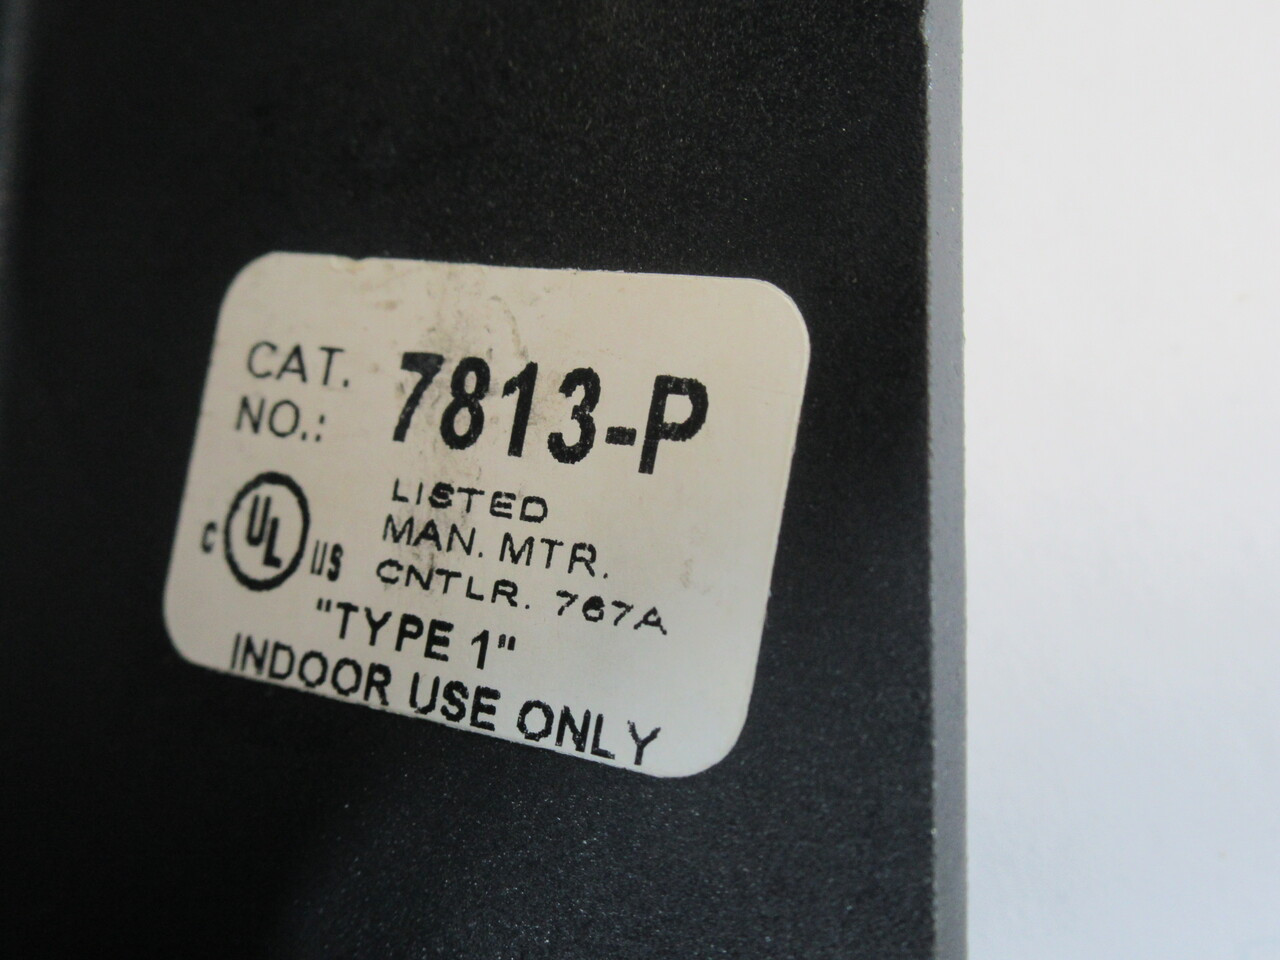 CAT.
NO.: 7813-P
C UL US
LISTED
MAN. MTR.
CNTLR. 767A
"TYPE 1"
INDOOR USE ONLY